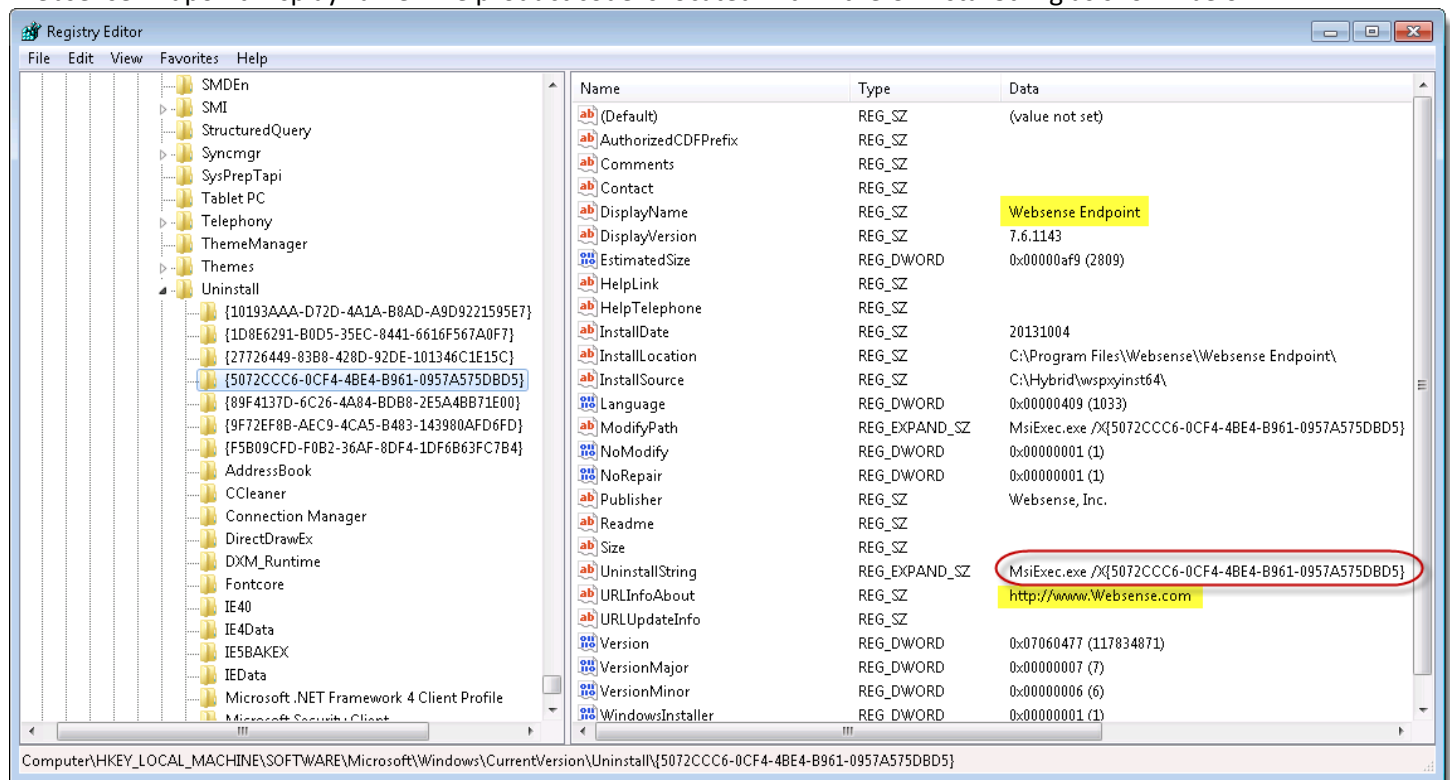 Registry Editor
File Edit View Favorites Help
SMDEn
SMI
StructuredQuery
Syncmgr
SysPrepTapi
Tablet PC
Telephony
ThemeManager
Themes
Uninstall
{10193AAA-D72D-4A1A-B8AD-A9D9221595E7}
{1D8E6291-B0D5-35EC-8441-6616F567A0F7}
{27726449-83B8-428D-92DE-101346C1E15C}
{5072CCC6-0CF4-4BE4-B961-0957A575DBD5}
{89F4137D-6C26-4A84-BDB8-2E5A4BB71E00}
{9F72EF8B-AEC9-4CA5-B483-143980AFD6FD}
{F5B09CFD-F0B2-36AF-8DF4-1DF6B63FC7B4}
AddressBook
CCleaner
Connection Manager
DirectDrawEx
DXM_Runtime
Fontcore
IE40
IE4Data
IE5BAKEX
IEData
Microsoft .NET Framework 4 Client Profile
Microsoft Security Client
Name Type Data
(Default) REG_SZ (value not set)
AuthorizedCDFPrefix REG_SZ
Comments REG_SZ
Contact REG_SZ
DisplayName REG_SZ Websense Endpoint
DisplayVersion REG_SZ 7.6.1143
EstimatedSize REG_DWORD 0x00000af9 (2809)
HelpLink REG_SZ
HelpTelephone REG_SZ
InstallDate REG_SZ 20131004
InstallLocation REG_SZ C:\Program Files\Websense\Websense Endpoint\
InstallSource REG_SZ C:\Hybrid\wspxyinst64\
Language REG_DWORD 0x00000409 (1033)
ModifyPath REG_EXPAND_SZ MsiExec.exe /X{5072CCC6-0CF4-4BE4-B961-0957A575DBD5}
NoModify REG_DWORD 0x00000001 (1)
NoRepair REG_DWORD 0x00000001 (1)
Publisher REG_SZ Websense, Inc.
Readme REG_SZ
Size REG_SZ
UninstallString REG_EXPAND_SZ MsiExec.exe /X{5072CCC6-0CF4-4BE4-B961-0957A575DBD5}
URLInfoAbout REG_SZ http://www.Websense.com
URLUpdateInfo REG_SZ
Version REG_DWORD 0x07060477 (117834871)
VersionMajor REG_DWORD 0x00000007 (7)
VersionMinor REG_DWORD 0x00000006 (6)
WindowsInstaller REG_DWORD 0x00000001 (1)
Computer\HKEY_LOCAL_MACHINE\SOFTWARE\Microsoft\Windows\CurrentVersion\Uninstall\{5072CCC6-0CF4-4BE4-B961-0957A575DBD5}